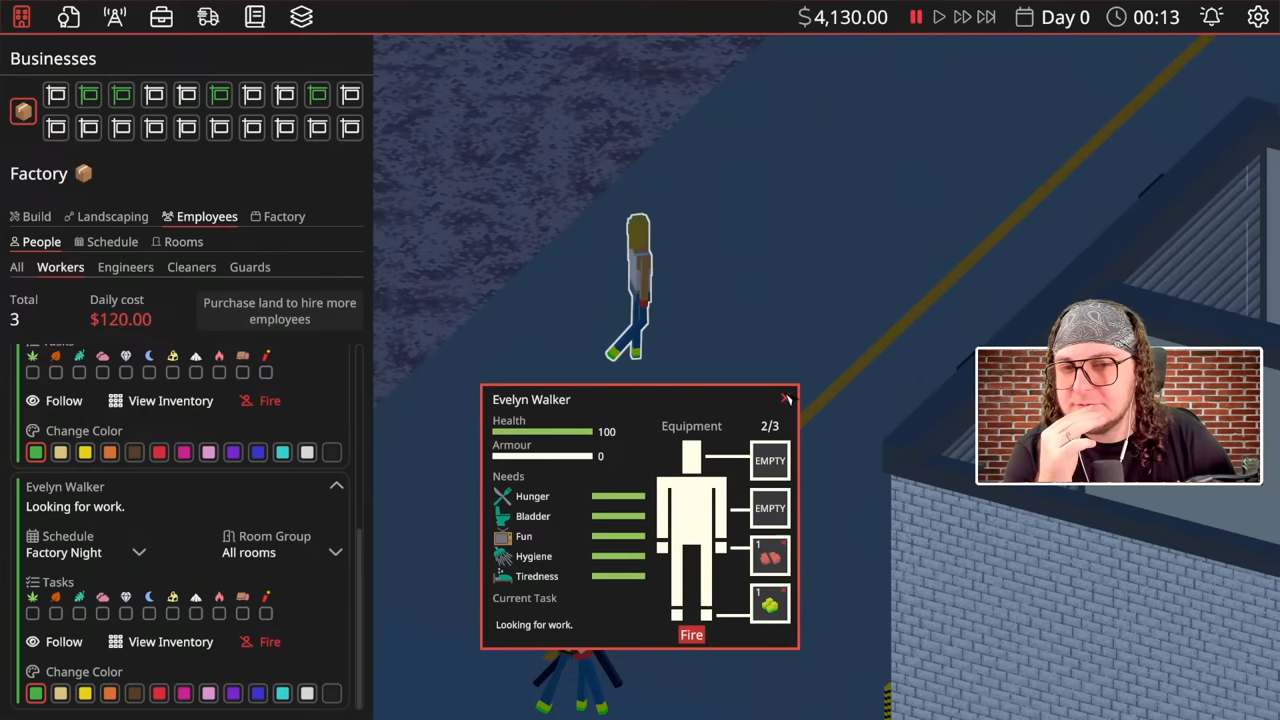 $4,130.00
Day 0
00:13
Businesses
Factory
Build
Landscaping
Employees
Factory
People
Schedule
Rooms
All
Workers
Engineers
Cleaners
Guards
Total
3
Daily cost
$120.00
Purchase land to hire more
employees
Tasks
Follow
View Inventory
Fire
Change Color
Evelyn Walker
Looking for work.
Schedule
Factory Night
Room Group
All rooms
Tasks
Follow
View Inventory
Fire
Change Color
Evelyn Walker
Health
100
Armour
0
Needs
Hunger
Bladder
Fun
Hygiene
Tiredness
Current Task
Looking for work.
Equipment
2/3
EMPTY
EMPTY
1
1
Fire